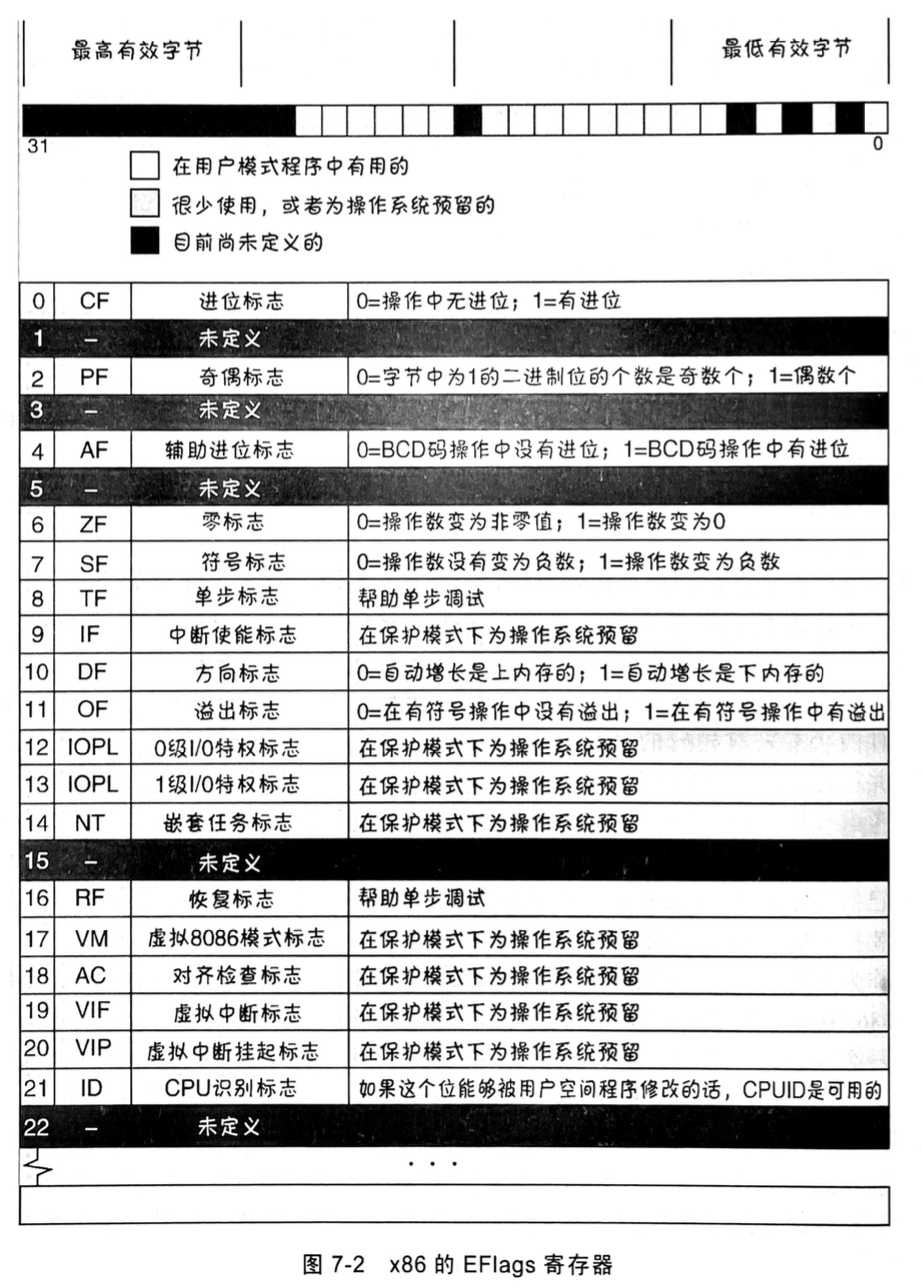 最高有效字节 最低有效字节
31 0
在用户模式程序中有用的
很少使用，或者为操作系统预留的
目前尚未定义的
0 CF 进位标志 0=操作中无进位；1=有进位
1 – 未定义
2 PF 奇偶标志 0=字节中为1的二进制位的个数是奇数个；1=偶数个
3 – 未定义
4 AF 辅助进位标志 0=BCD码操作中没有进位；1=BCD码操作中有进位
5 – 未定义
6 ZF 零标志 0=操作数变为非零值；1=操作数变为0
7 SF 符号标志 0=操作数没有变为负数；1=操作数变为负数
8 TF 单步标志 帮助单步调试
9 IF 中断使能标志 在保护模式下为操作系统预留
10 DF 方向标志 0=自动增长是上内存的；1=自动增长是下内存的
11 OF 溢出标志 0=在有符号操作中没有溢出；1=在有符号操作中有溢出
12 IOPL 0级I/0特权标志 在保护模式下为操作系统预留
13 IOPL 1级I/0特权标志 在保护模式下为操作系统预留
14 NT 嵌套任务标志 在保护模式下为操作系统预留
15 – 未定义
16 RF 恢复标志 帮助单步调试
17 VM 虚拟8086模式标志 在保护模式下为操作系统预留
18 AC 对齐检查标志 在保护模式下为操作系统预留
19 VIF 虚拟中断标志 在保护模式下为操作系统预留
20 VIP 虚拟中断挂起标志 在保护模式下为操作系统预留
21 ID CPU识别标志 如果这个位能够被用户空间程序修改的话，CPUID是可用的
22 – 未定义
...
图 7-2 x86 的 EFlags 寄存器